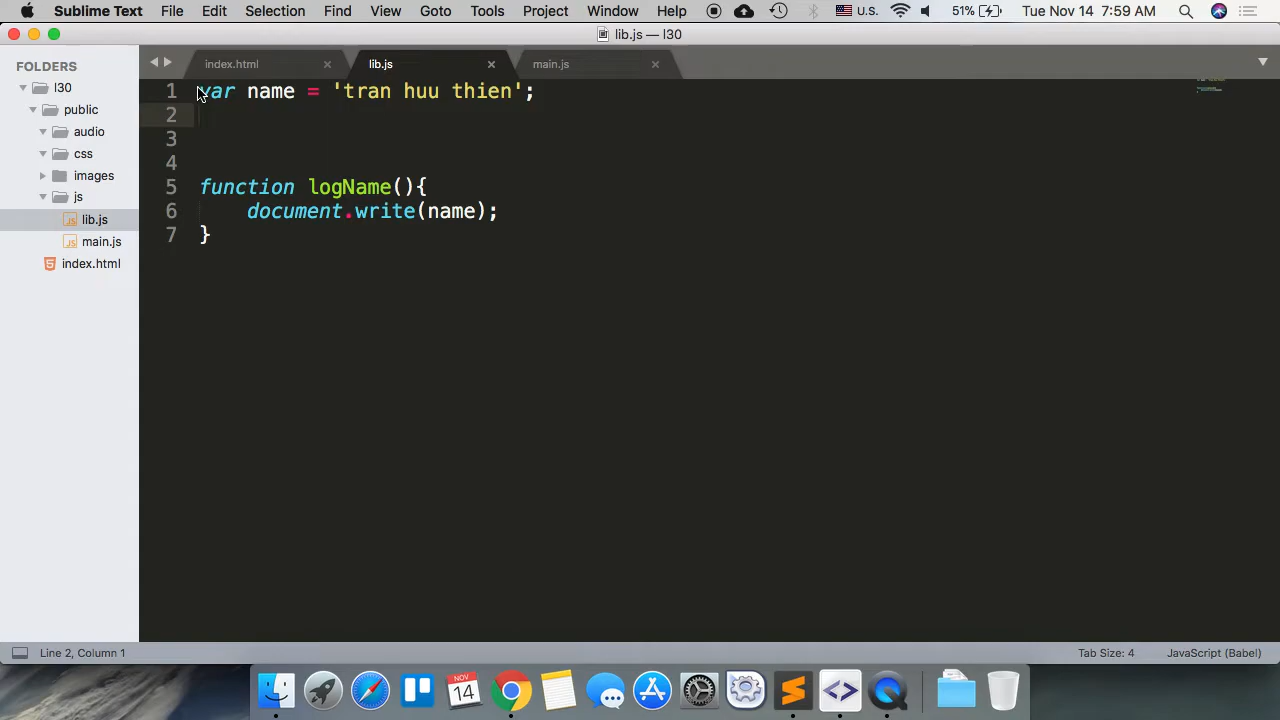 Sublime Text File Edit Selection Find View Goto Tools Project Window Help U.S. 51% Tue Nov 14 7:59 AM
lib.js — l30
FOLDERS
l30
public
audio
css
images
js
lib.js
main.js
index.html
index.html × lib.js × main.js ×
1 var name = 'tran huu thien';
2
3
4
5 function logName(){
6 document.write(name);
7 }
Line 2, Column 1 Tab Size: 4 JavaScript (Babel)
NOV
14